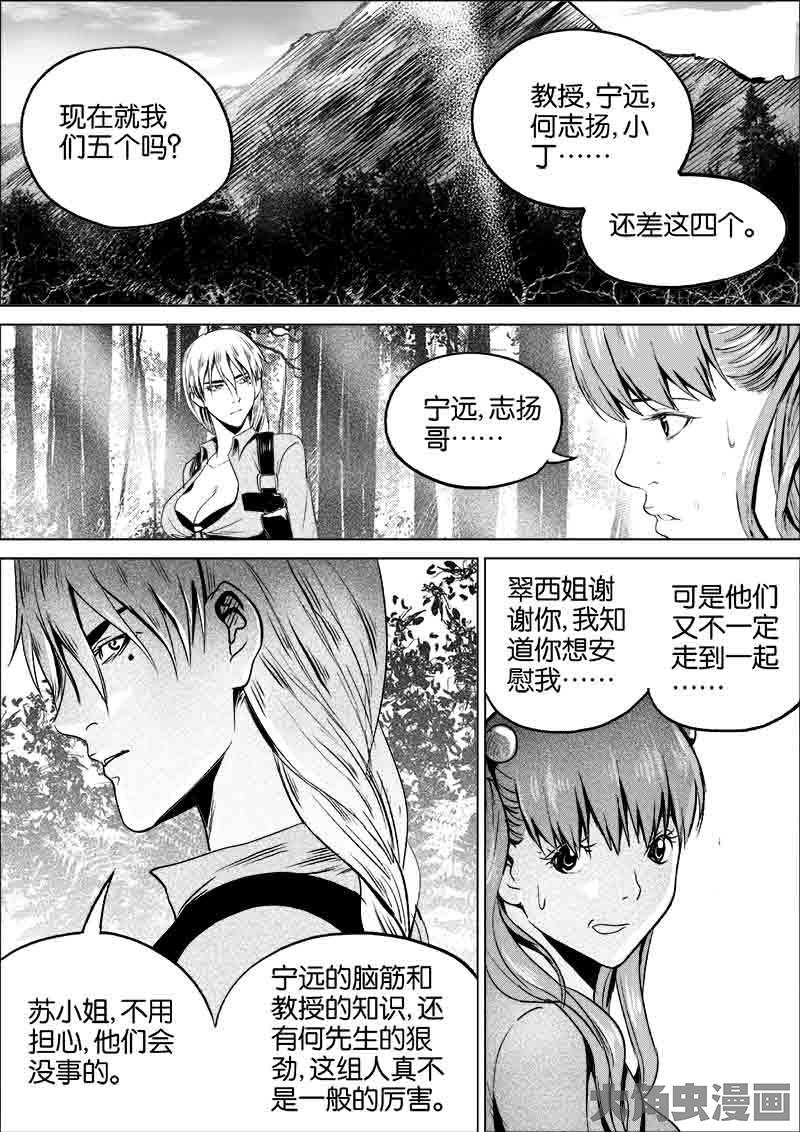 现在就我
们五个吗？
教授，宁远，
何志扬，小
丁……
还差这四个。
宁远，志扬
哥……
苏小姐，不用
担心，他们会
没事的。
宁远的脑筋和
教授的知识，还
有何先生的狠
劲，这组人真不
是一般的厉害。
翠西姐谢
谢你，我知
道你想安
慰我……
可是他们
又不一定
走到一起
……
大角虫漫画